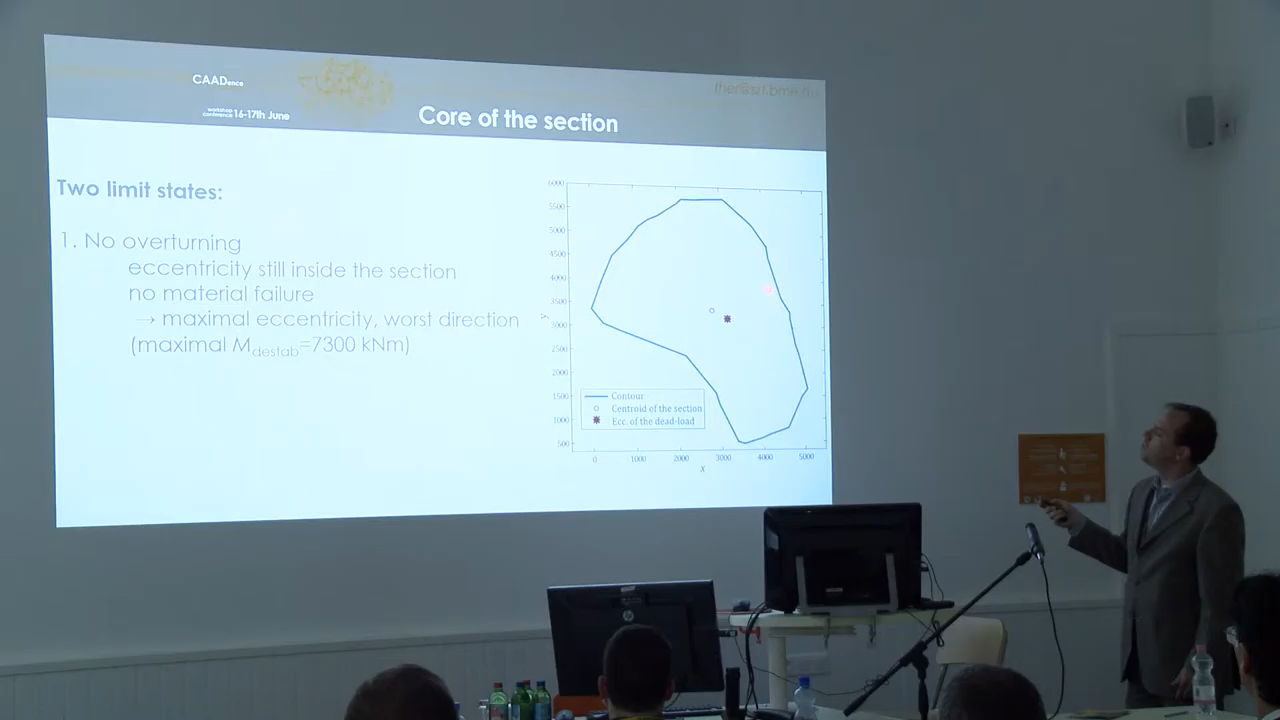 CAADence
workshop
conference 16-17th June
Core of the section
Two limit states:
1. No overturning
eccentricity still inside the section
no material failure
→ maximal eccentricity, worst direction
(maximal Mdestab=7300 kNm)
6000
5500
5000
4500
4000
3500
3000
2500
2000
1500
1000
500
y
Contour
Centroid of the section
Ecc. of the dead-load
0 1000 2000 3000 4000 5000
X